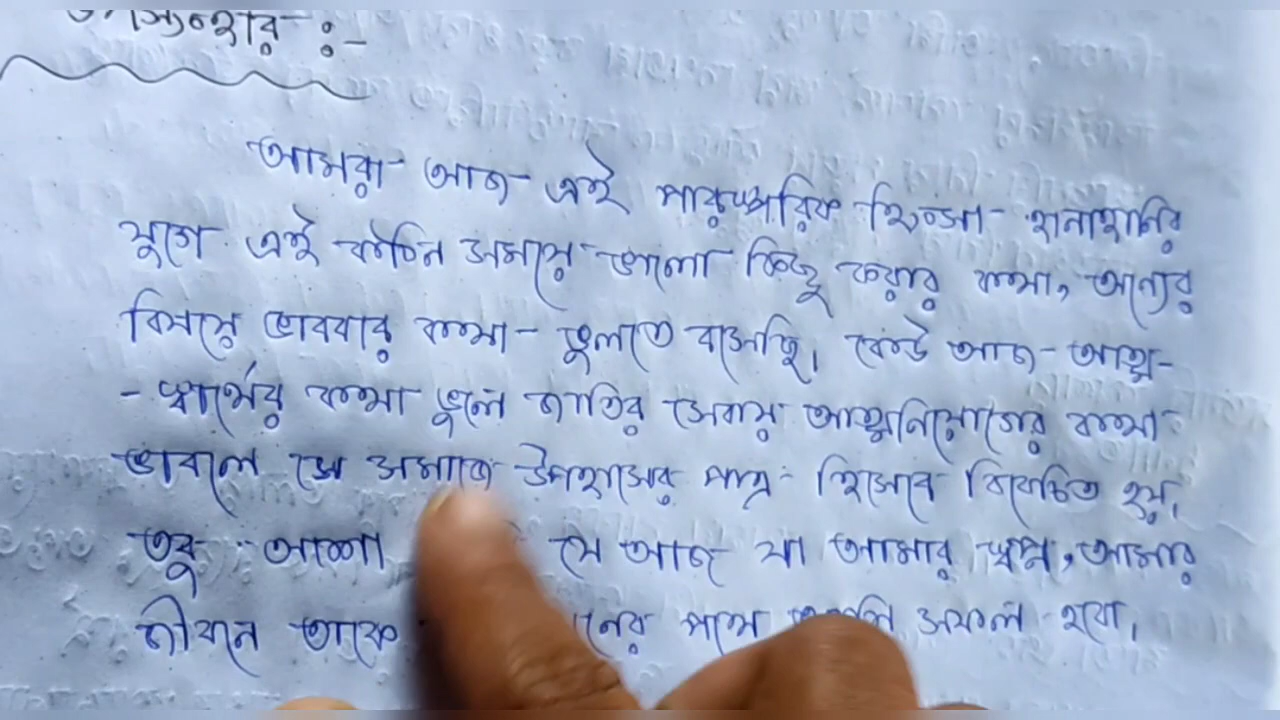 উপসংহার :-
আমরা আজ এই পারস্পরিক হিংসা- হানাহানির
যুগে এই কঠিন সময়ে ভালো কিছু করার কথা, অন্যের
বিষয়ে ভাববার কথা- ভুলতে বসেছি। কেউ আজ- আত্ম-
- স্বার্থের কথা ভুলে জাতির সেবায় আত্মনিয়োগের কথা
ভাবলে সে সমাজে উপহাসের পাত্র হিসেবে বিবেচিত হয়।
তবু আশা যে আজ যা আমার স্বপ্ন, আমার
জীবনে তাকে পথে সফল হবো।